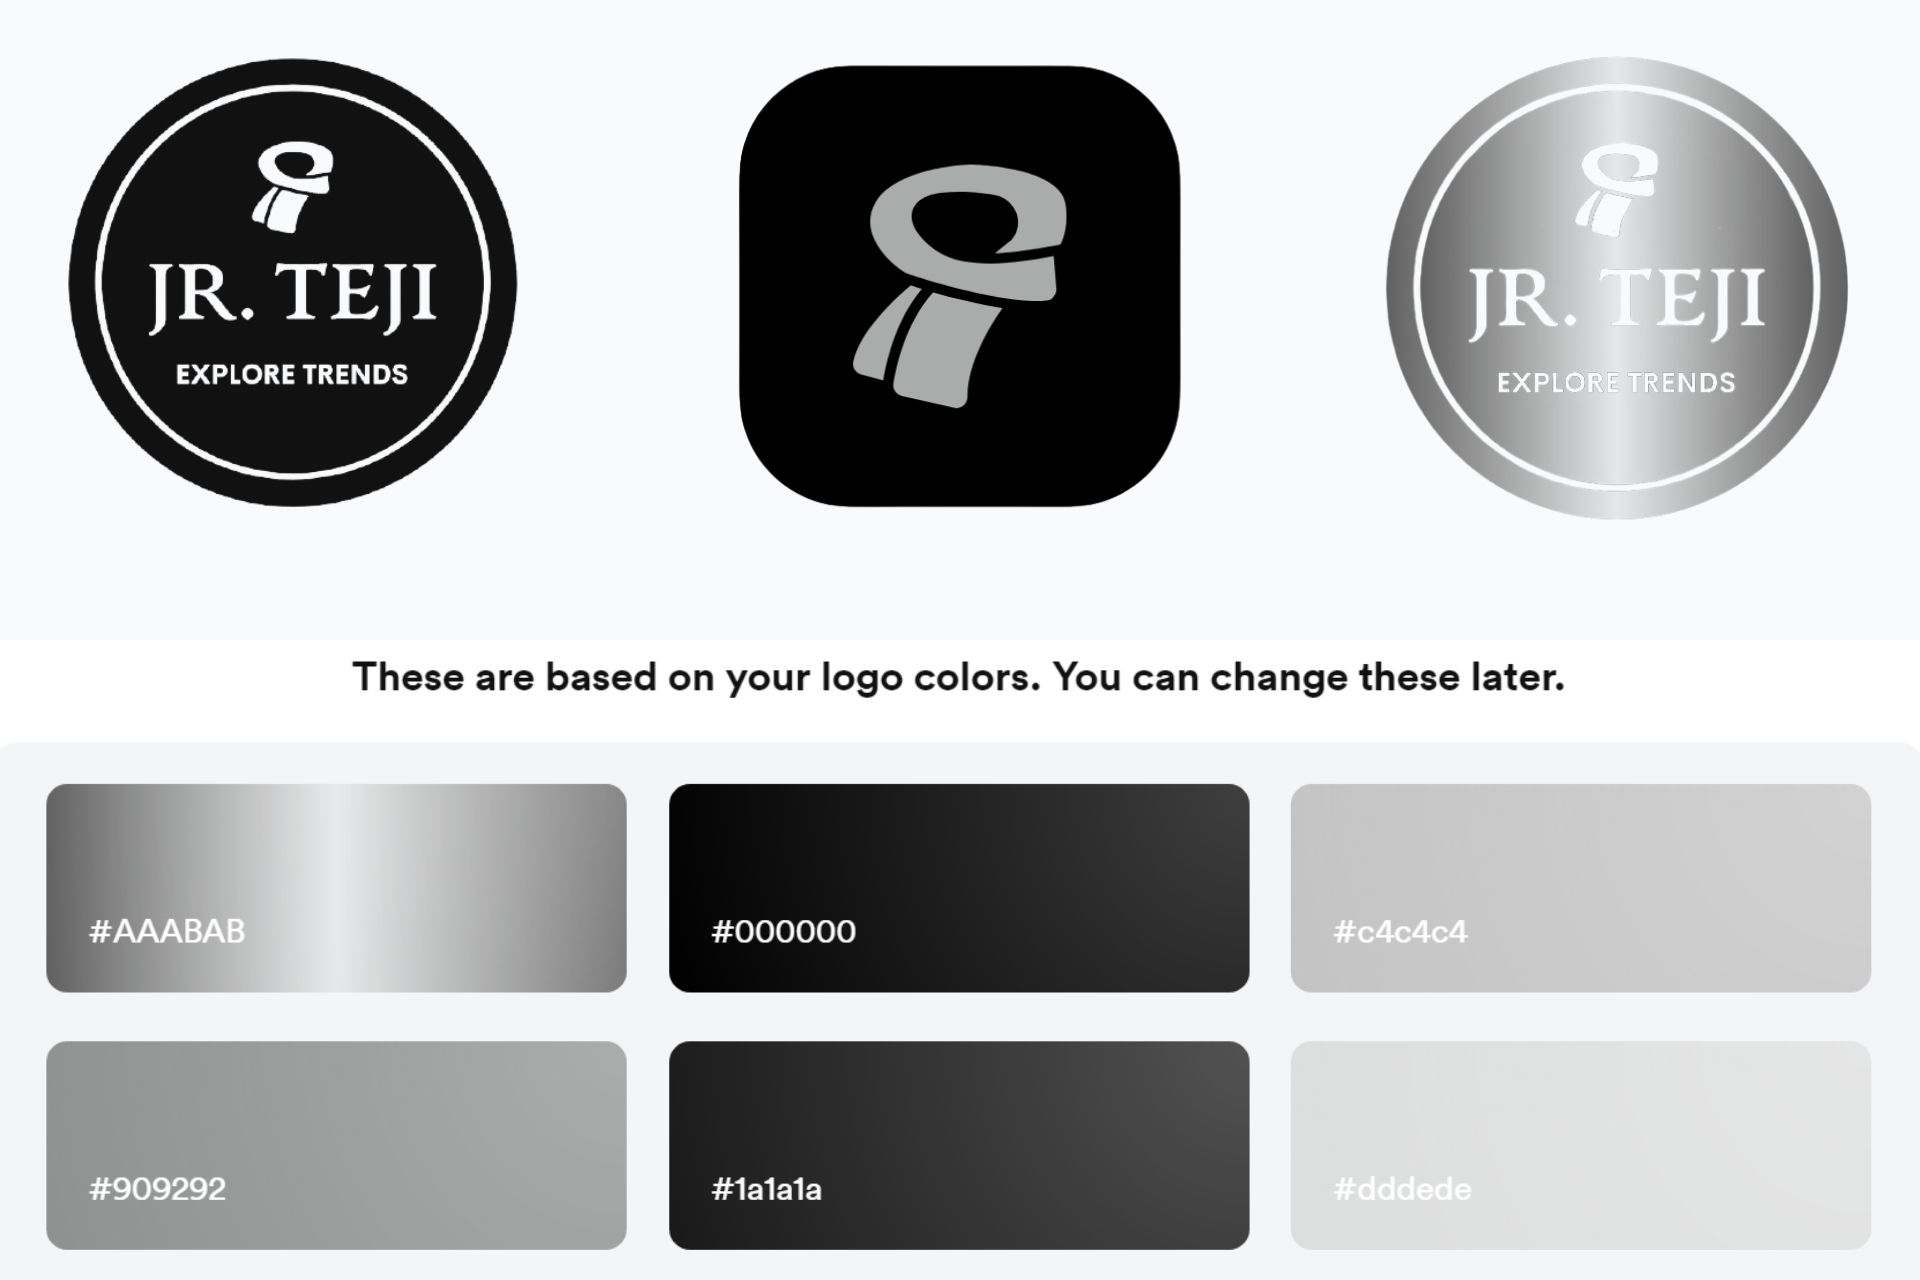 JR. TEJI
EXPLORE TRENDS
JR. TEJI
EXPLORE TRENDS
These are based on your logo colors. You can change these later.
#AAABAB
#000000
#c4c4c4
#909292
#1a1a1a
#dddede